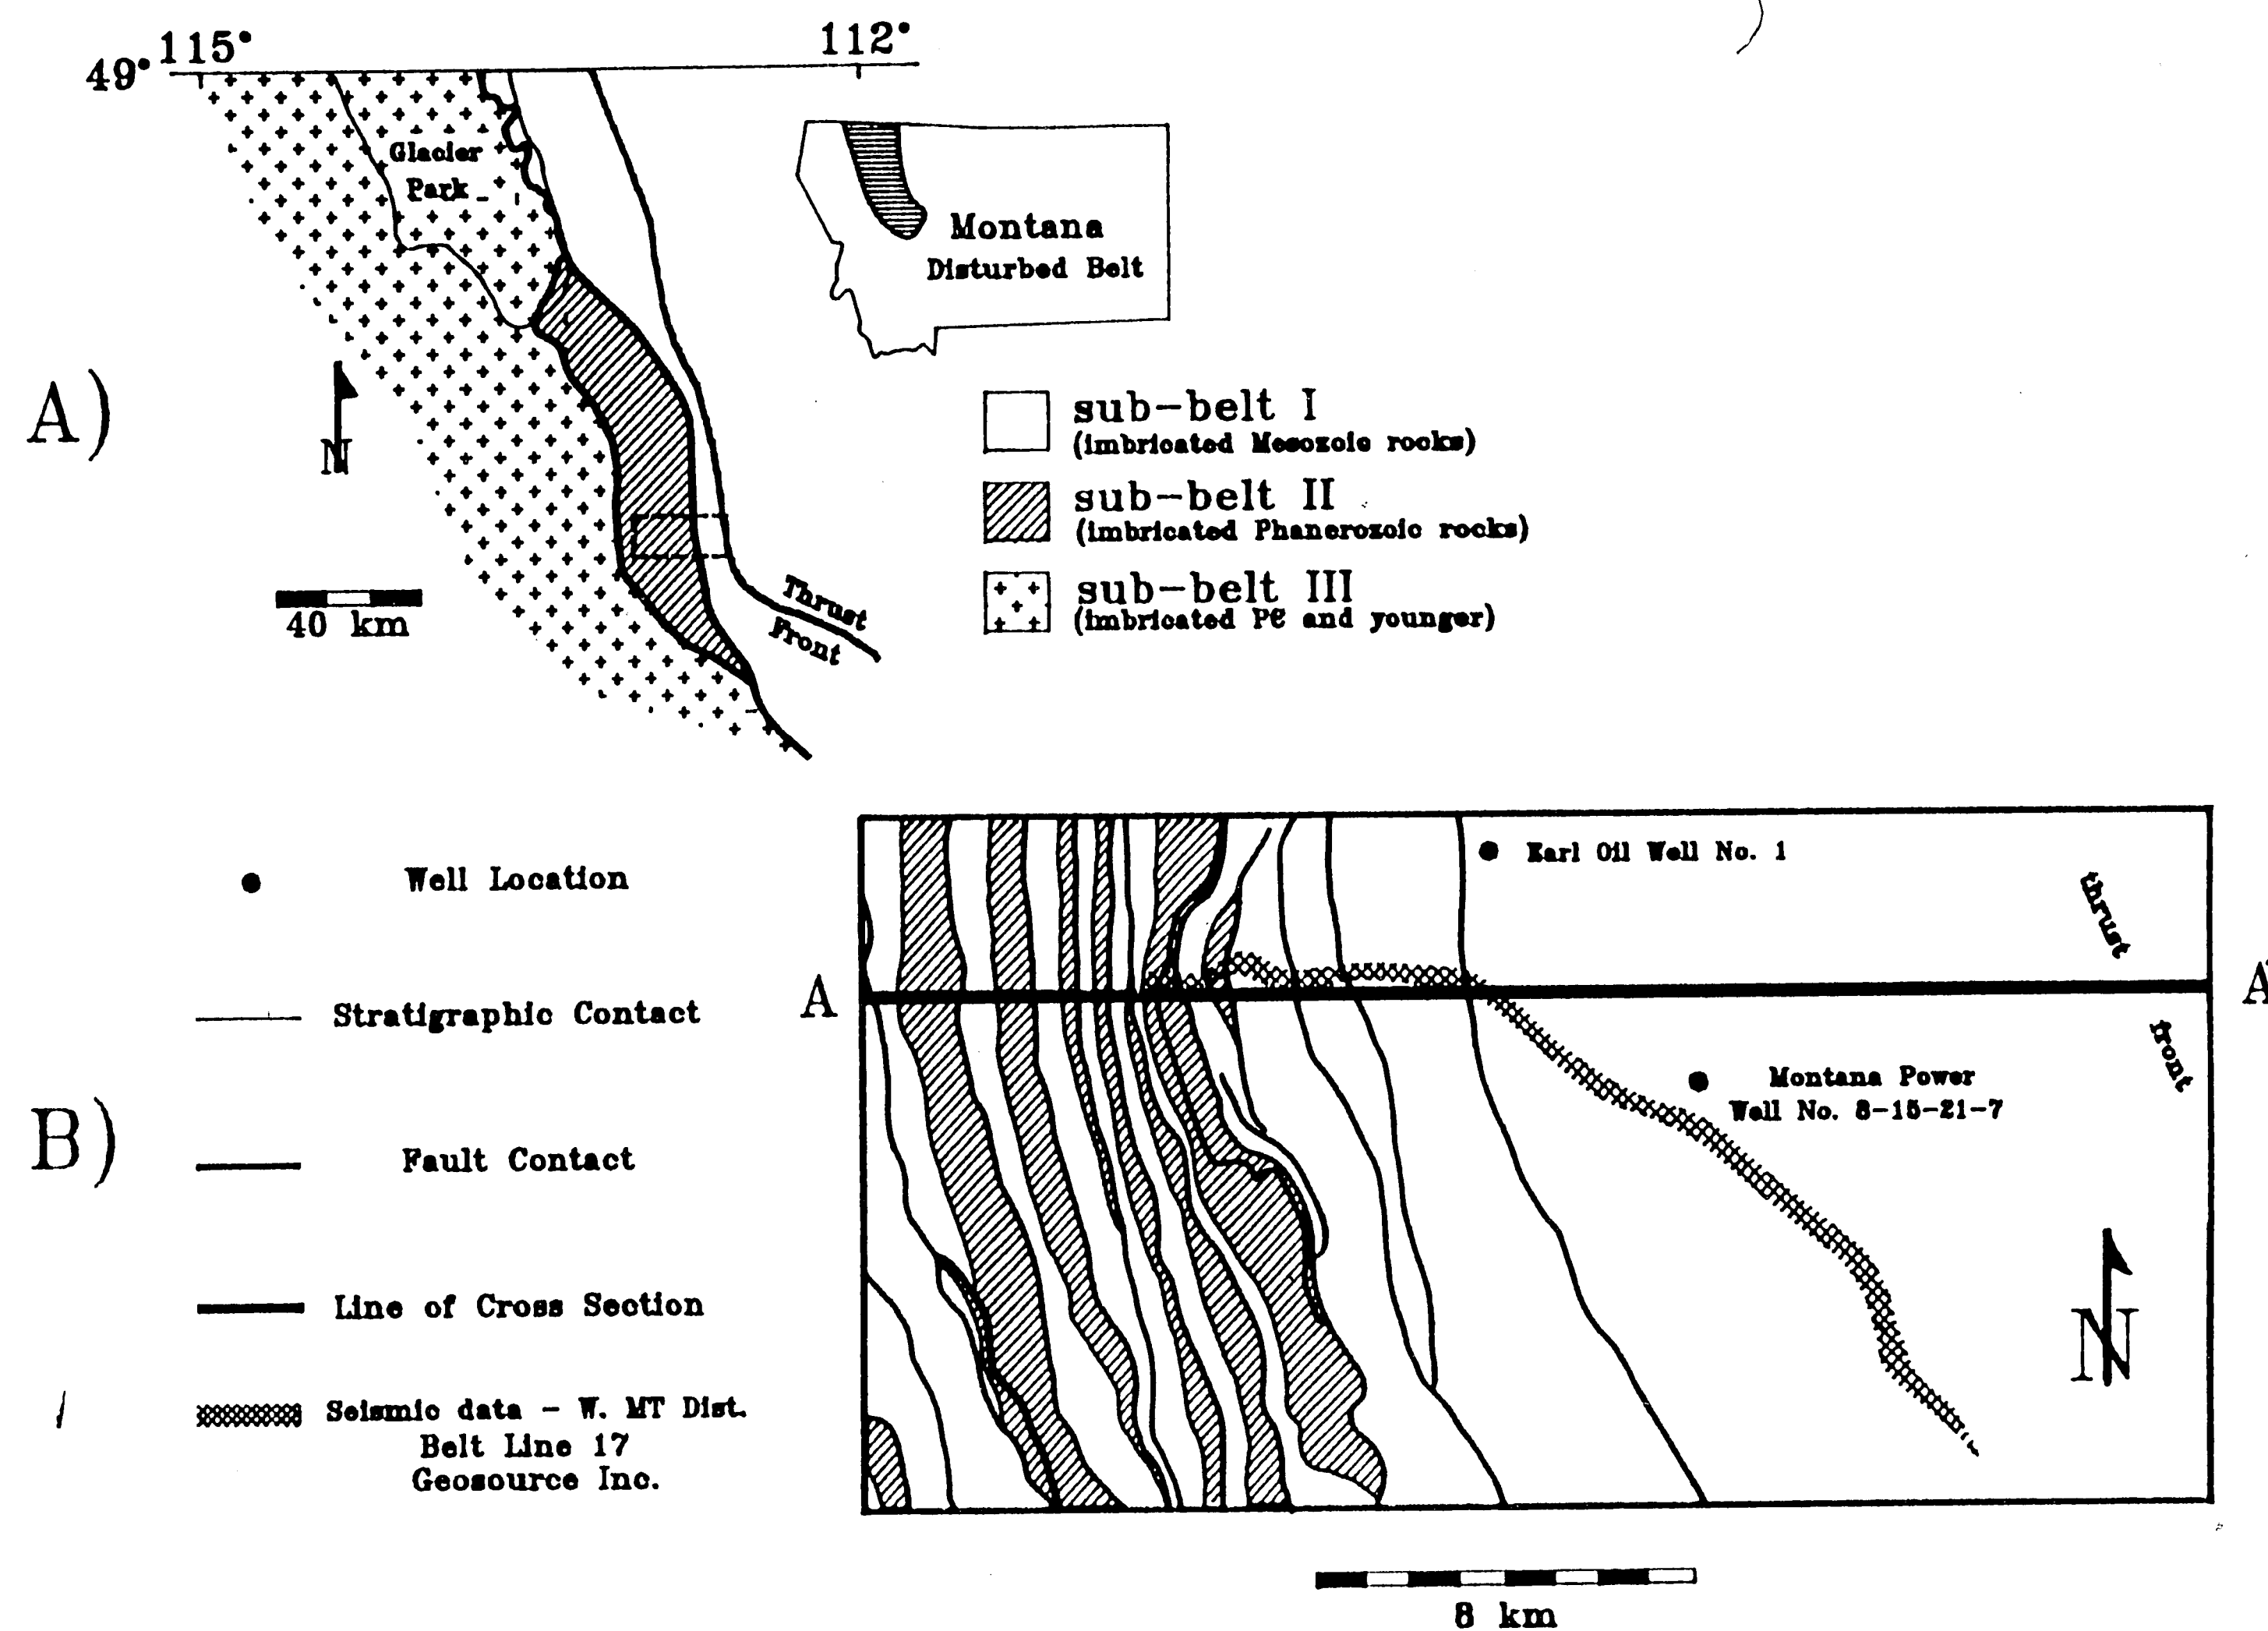 115°
112°
49°
Glacier
Park
Montana
Disturbed Belt
A)
N
sub-belt I
(imbricated Mesozoic rocks)
sub-belt II
(imbricated Phanerozoic rocks)
sub-belt III
(imbricated P€ and younger)
40 km
Thrust
Front
B)
Well Location
Stratigraphic Contact
Fault Contact
Line of Cross Section
Seismic data - W. MT Dist.
Belt Line 17
Geosource Inc.
Earl Oil Well No. 1
thrust
A
A'
front
Montana Power
Well No. 8-15-21-7
N
8 km